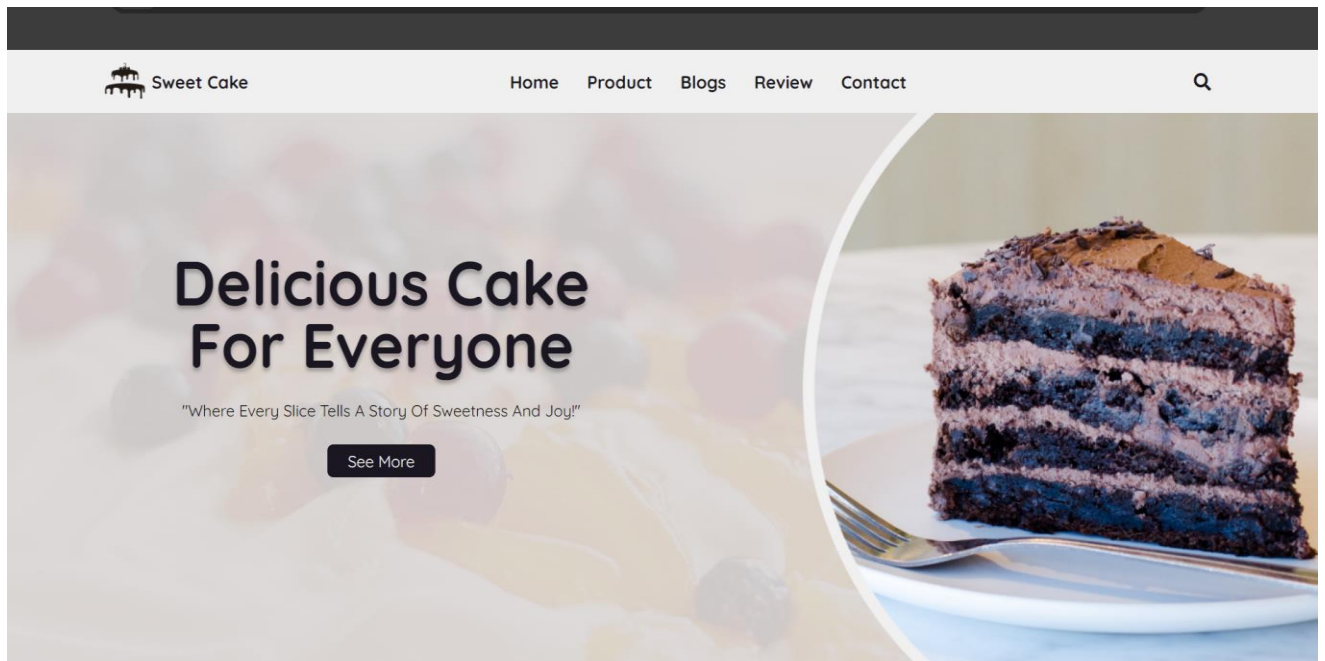 Sweet Cake
Home Product Blogs Review Contact
Delicious Cake
For Everyone
"Where Every Slice Tells A Story Of Sweetness And Joy!"
See More